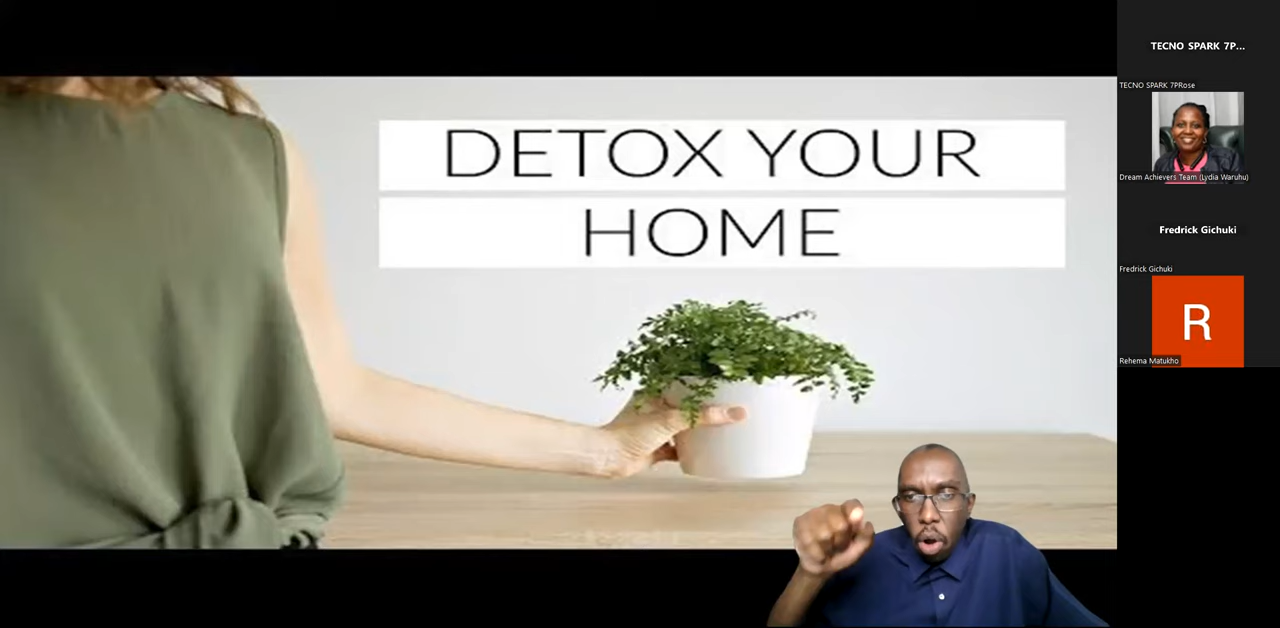 DETOX YOUR
HOME
TECNO SPARK 7P...
TECNO SPARK 7PRose
Dream Achievers Team (Lydia Waruhu)
Fredrick Gichuki
Fredrick Gichuki
R
Rehema Matukho